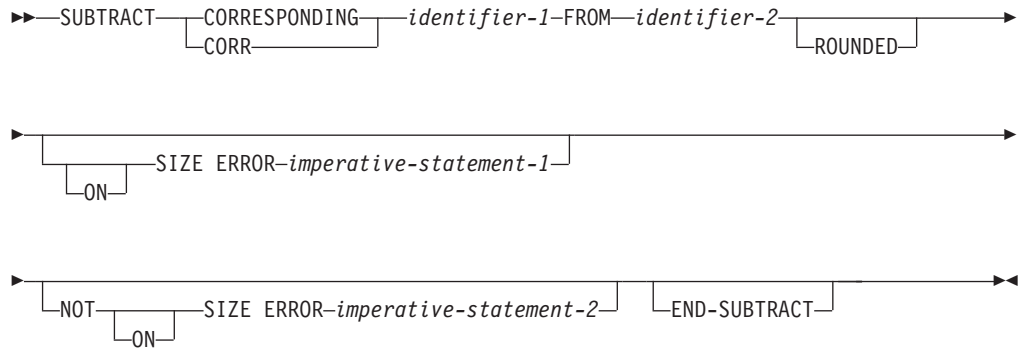 SUBTRACT CORRESPONDING identifier-1 FROM identifier-2
CORR ROUNDED
SIZE ERROR imperative-statement-1
ON
NOT SIZE ERROR imperative-statement-2 END-SUBTRACT
ON